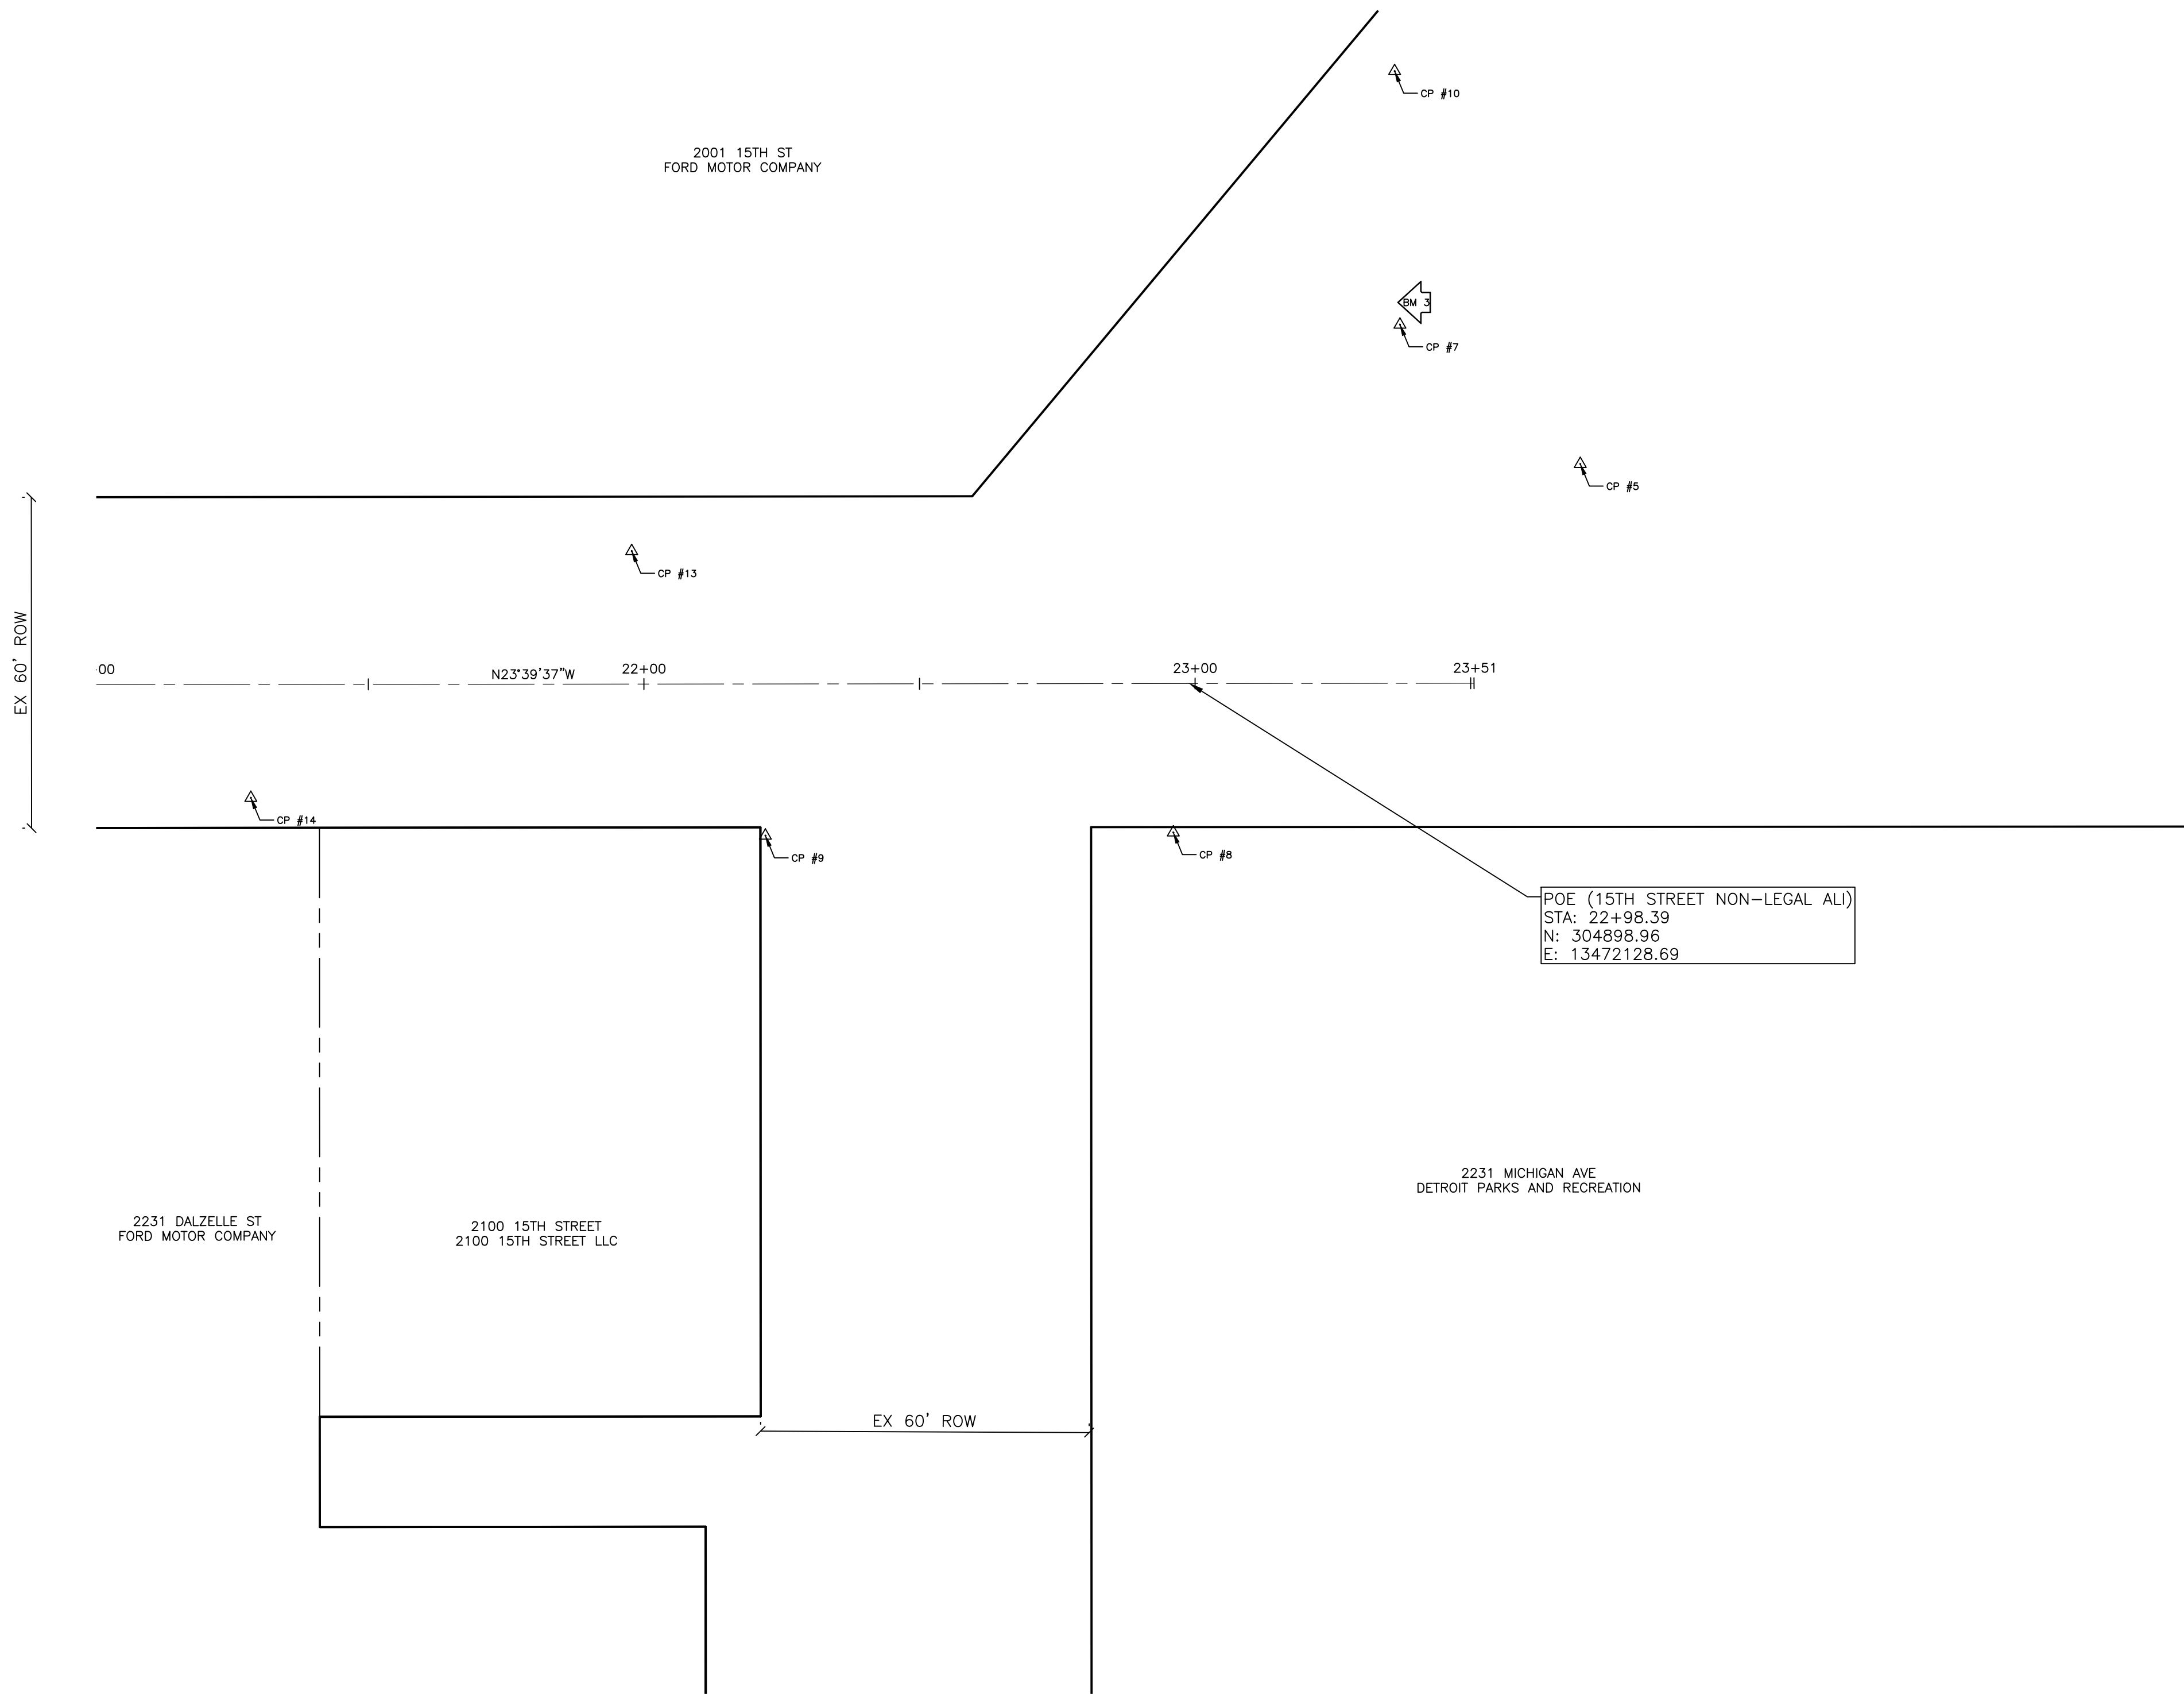 CP #10
2001 15TH ST
FORD MOTOR COMPANY
BM 3
CP #7
CP #5
CP #13
EX 60' ROW
+00
N23°39'37"W
22+00
23+00
23+51
CP #14
CP #9
CP #8
POE (15TH STREET NON-LEGAL ALI)
STA: 22+98.39
N: 304898.96
E: 13472128.69
2231 MICHIGAN AVE
DETROIT PARKS AND RECREATION
2231 DALZELLE ST
FORD MOTOR COMPANY
2100 15TH STREET
2100 15TH STREET LLC
EX 60' ROW